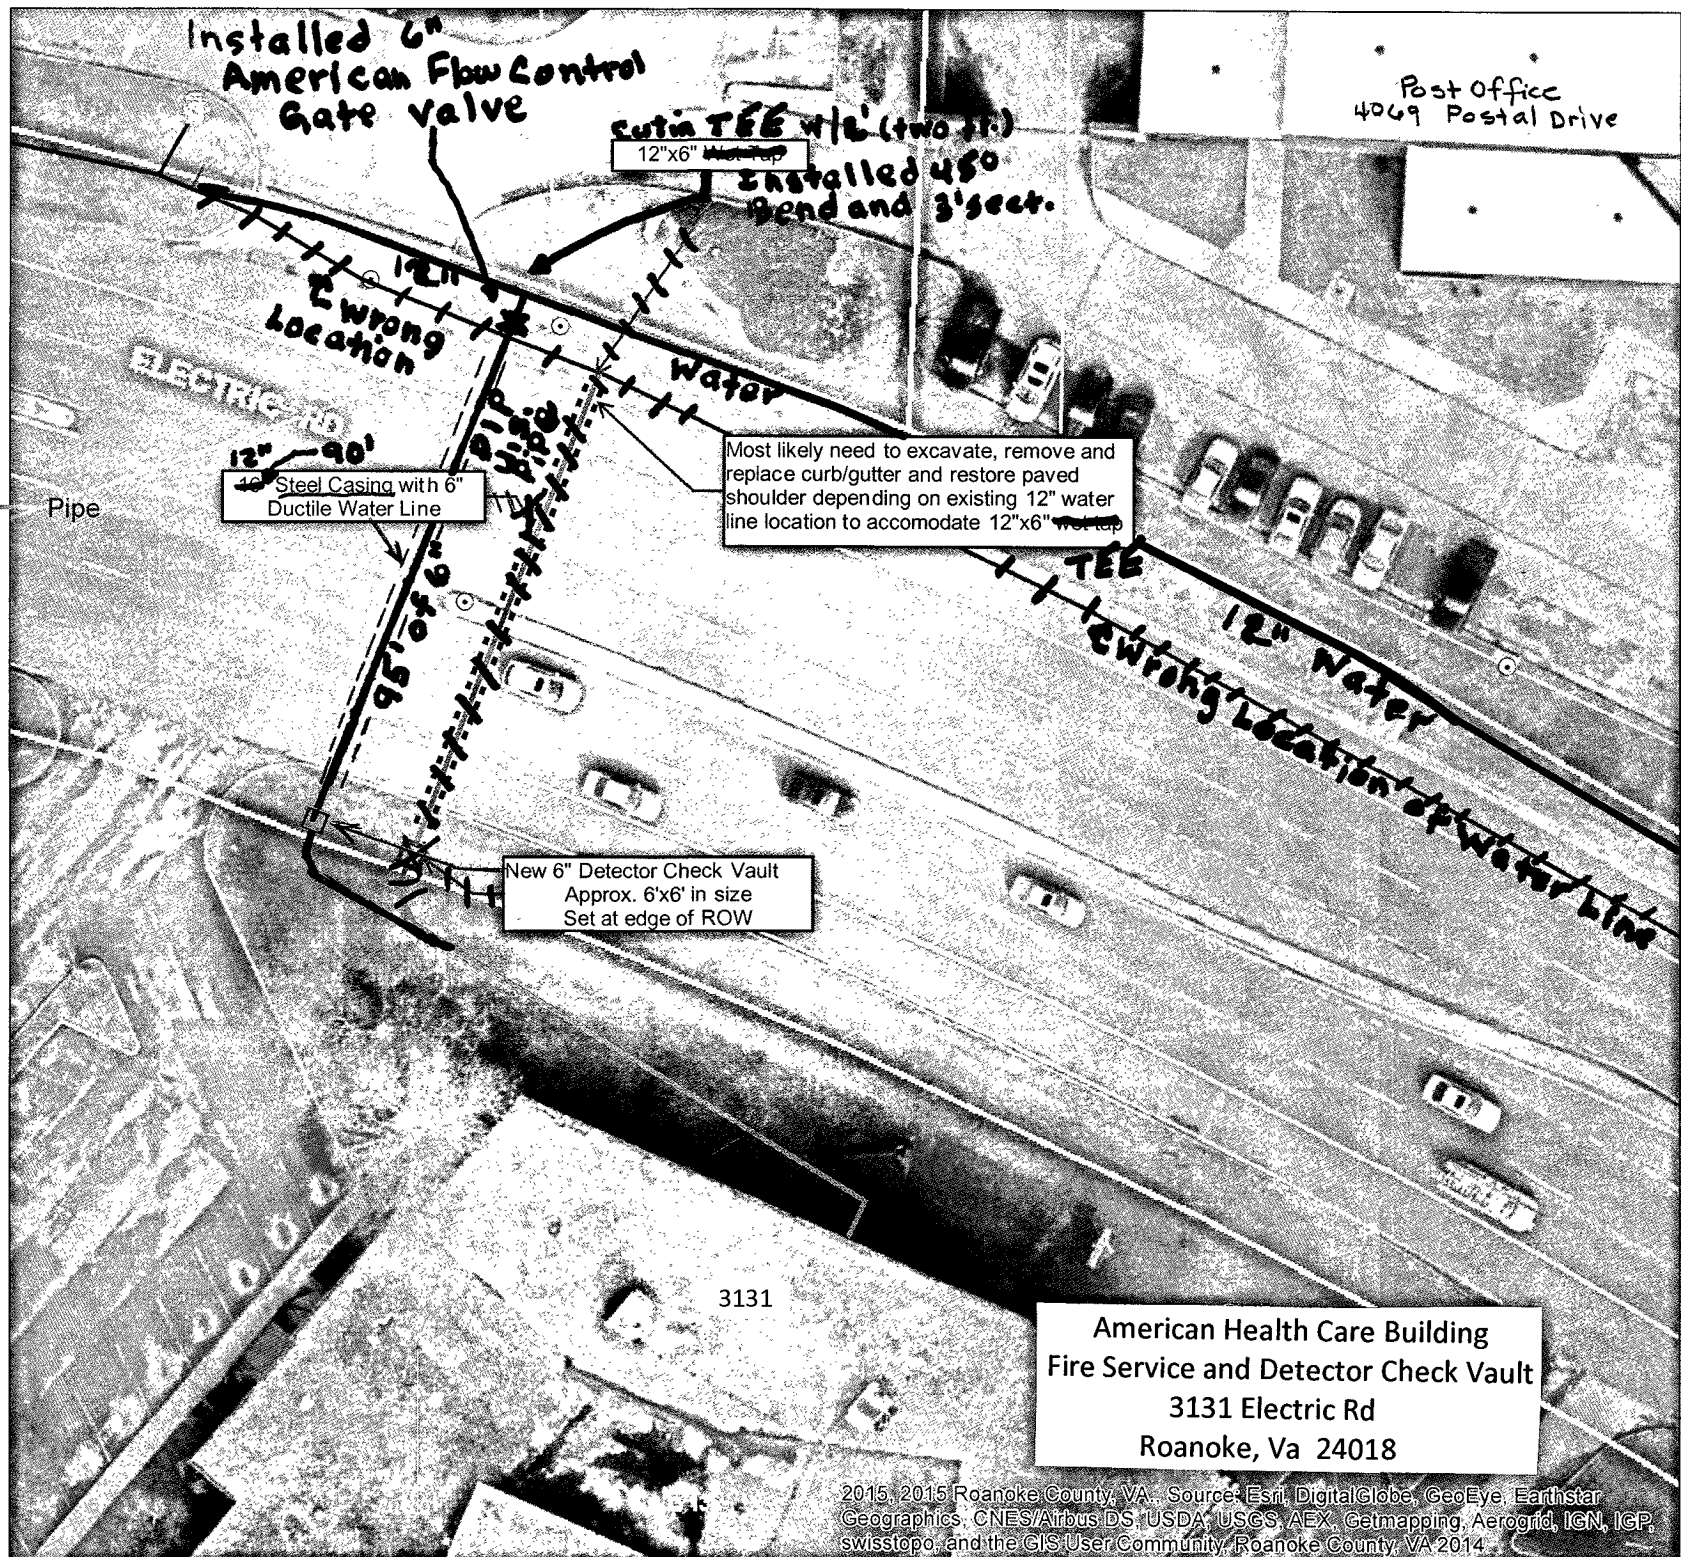 Installed 6"
American Flow Control
Gate Valve
Cut in TEE w/2' (two ft.)
12"x6" Wet Tap
Installed 45°
Bend and 3' sect.
Post Office
4069 Postal Drive
12"
℄ Wrong
Location
ELECTRIC RD
Water
12" 90'
Steel Casing with 6"
Ductile Water Line
Pipe
95' of 6"
Most likely need to excavate, remove and
replace curb/gutter and restore paved
shoulder depending on existing 12" water
line location to accomodate 12"x6" wet tap
TEE
12" Water
℄ Wrong Location of Water Line
New 6" Detector Check Vault
Approx. 6'x6' in size
Set at edge of ROW
3131
American Health Care Building
Fire Service and Detector Check Vault
3131 Electric Rd
Roanoke, Va 24018
2015, 2015 Roanoke County, VA., Source: Esri, DigitalGlobe, GeoEye, Earthstar
Geographics, CNES/Airbus DS, USDA, USGS, AEX, Getmapping, Aerogrid, IGN, IGP,
swisstopo, and the GIS User Community, Roanoke County, VA 2014